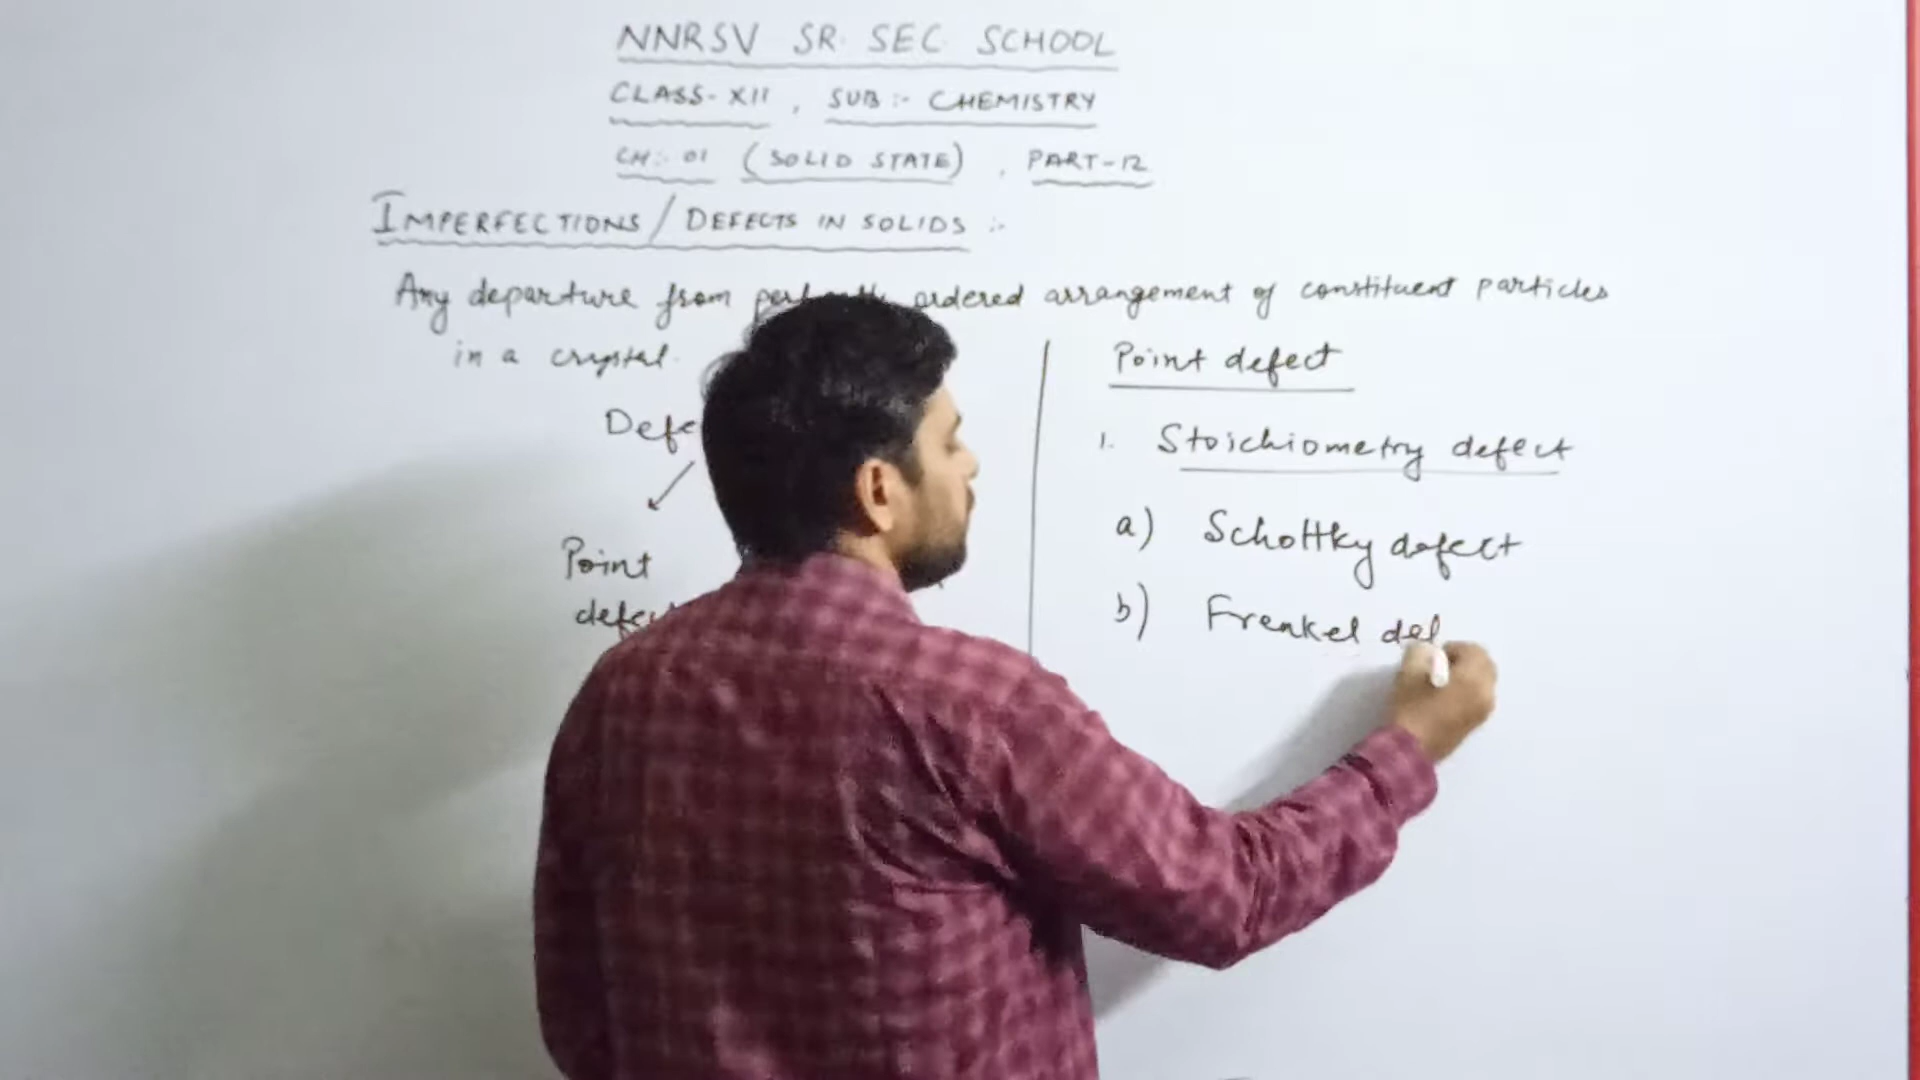 NNRSV SR. SEC. SCHOOL
CLASS-XII, SUB:- CHEMISTRY
CH:- 01 (SOLID STATE), PART-12
IMPERFECTIONS/DEFECTS IN SOLIDS :-
Any departure from ordered arrangement of constituent particles
in a crystal.
Point defect
1. Stoichiometry defect
a) Schottky defect
b) Frenkel def
Defe
Point
defec